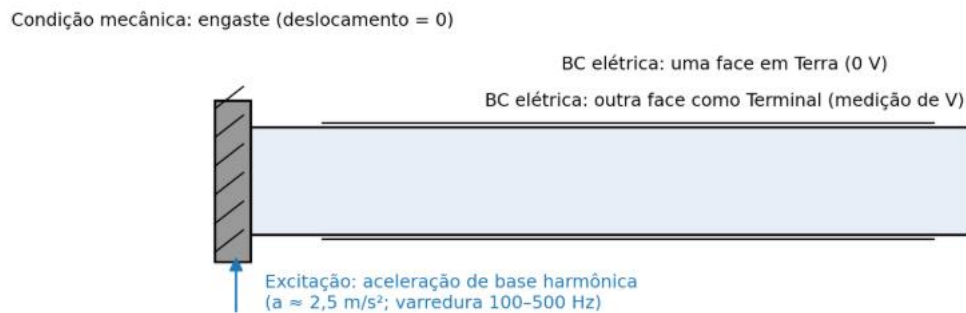 Condição mecânica: engaste (deslocamento = 0)
BC elétrica: uma face em Terra (0 V)
BC elétrica: outra face como Terminal (medição de V)
Excitação: aceleração de base harmônica
(a ≈ 2,5 m/s²; varredura 100–500 Hz)